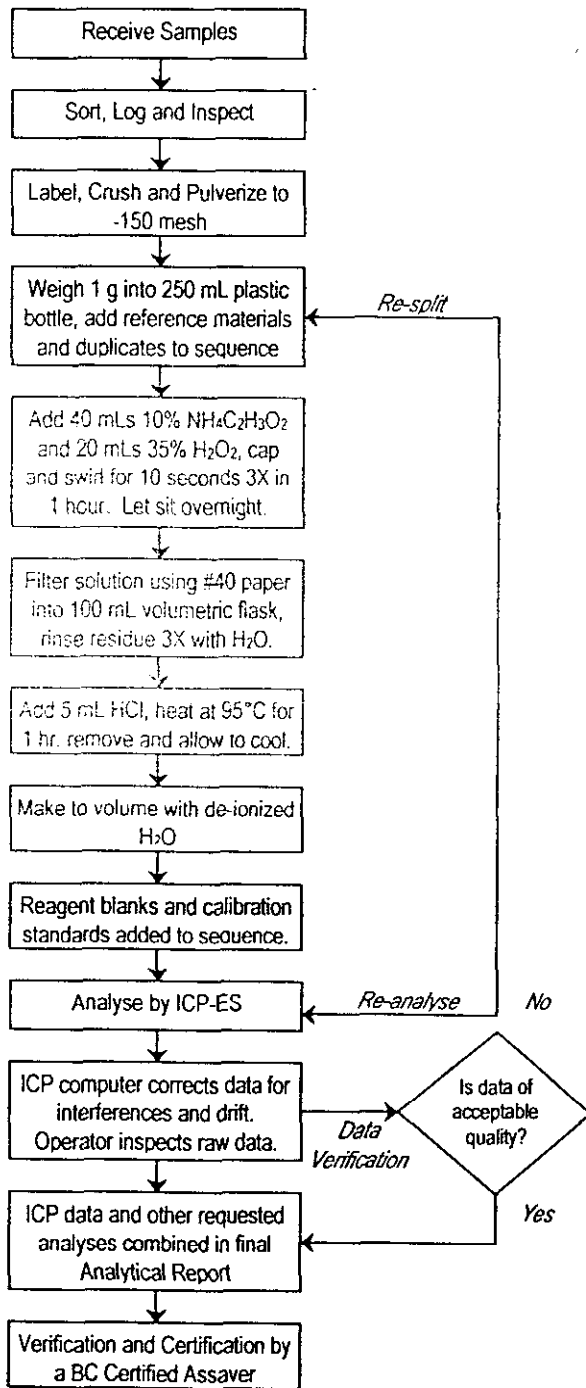 Receive Samples
Sort, Log and Inspect
Label, Crush and Pulverize to
-150 mesh
Weigh 1 g into 250 mL plastic
bottle, add reference materials
and duplicates to sequence
Re-split
Add 40 mLs 10% NH₄C₂H₃O₂
and 20 mLs 35% H₂O₂, cap
and swirl for 10 seconds 3X in
1 hour. Let sit overnight.
Filter solution using #40 paper
into 100 mL volumetric flask,
rinse residue 3X with H₂O.
Add 5 mL HCl, heat at 95°C for
1 hr. remove and allow to cool.
Make to volume with de-ionized
H₂O
Reagent blanks and calibration
standards added to sequence.
Analyse by ICP-ES
Re-analyse
No
ICP computer corrects data for
interferences and drift.
Operator inspects raw data.
Data
Verification
Is data of
acceptable
quality?
Yes
ICP data and other requested
analyses combined in final
Analytical Report
Verification and Certification by
a BC Certified Assayer